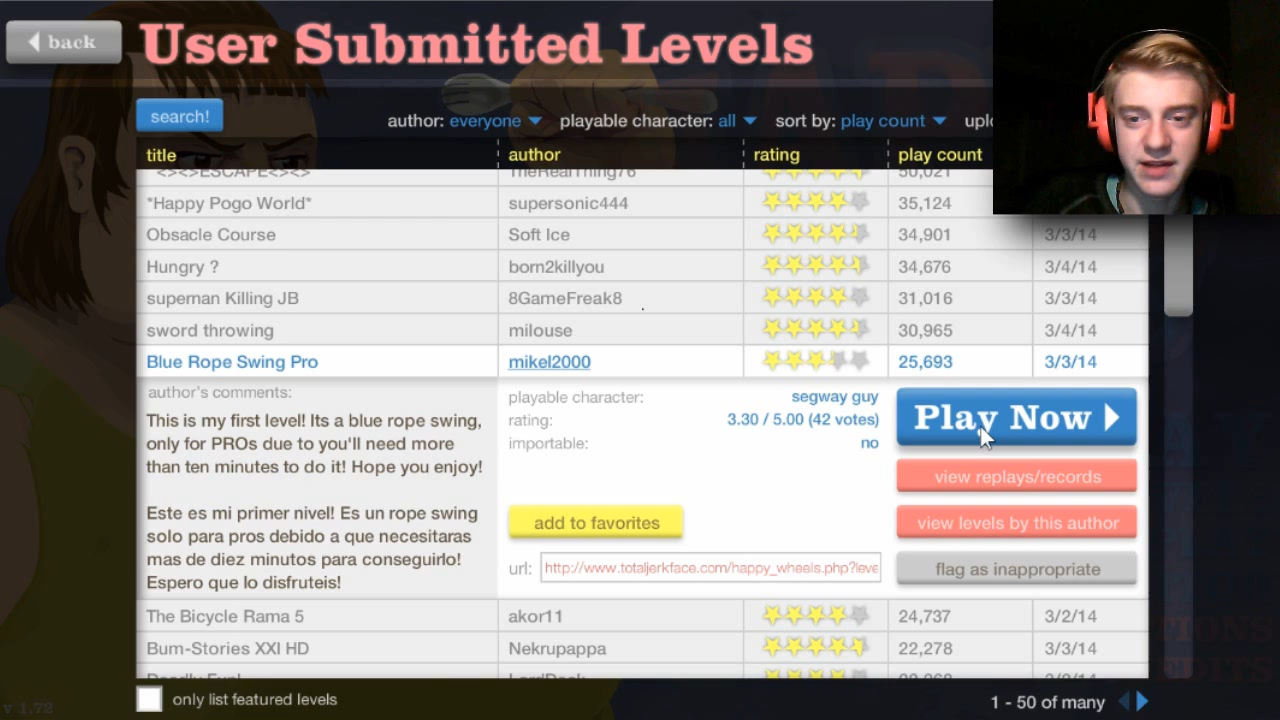 back
User Submitted Levels
search!
author: everyone
playable character: all
sort by: play count
uplo
title
author
rating
play count
<><>ESCAPE<><>
TheRealThing76
50,021
*Happy Pogo World*
supersonic444
35,124
Obsacle Course
Soft Ice
34,901
3/3/14
Hungry ?
born2killyou
34,676
3/4/14
supernan Killing JB
8GameFreak8
31,016
3/3/14
sword throwing
milouse
30,965
3/4/14
Blue Rope Swing Pro
mikel2000
25,693
3/3/14
author's comments:
This is my first level! Its a blue rope swing,
only for PROs due to you'll need more
than ten minutes to do it! Hope you enjoy!
Este es mi primer nivel! Es un rope swing
solo para pros debido a que necesitaras
mas de diez minutos para conseguirlo!
Espero que lo disfruteis!
playable character:
segway guy
rating:
3.30 / 5.00 (42 votes)
importable:
no
add to favorites
url:
http://www.totaljerkface.com/happy_wheels.php?leve
Play Now
view replays/records
view levels by this author
flag as inappropriate
The Bicycle Rama 5
akor11
24,737
3/2/14
Bum-Stories XXI HD
Nekrupappa
22,278
3/3/14
only list featured levels
1 - 50 of many
v 1.72